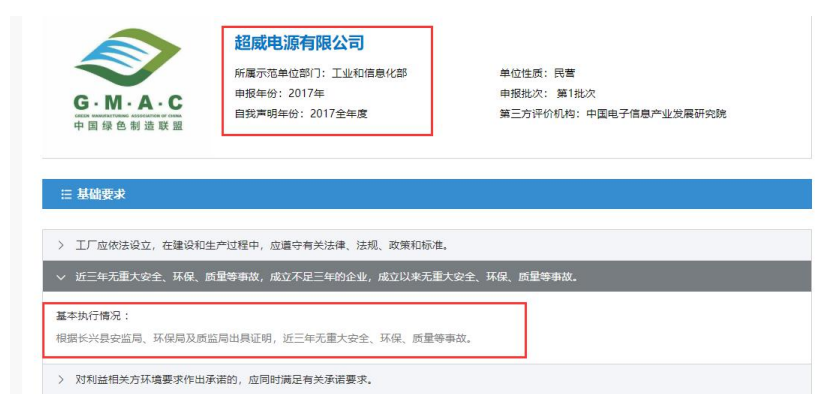 超威电源有限公司
所属示范单位部门：工业和信息化部
单位性质：民营
申报年份：2017年
申报批次：第1批次
自我声明年份：2017全年度
第三方评价机构：中国电子信息产业发展研究院
G·M·A·C
GREEN MANUFACTURING ASSOCIATION OF CHINA
中国绿色制造联盟
基础要求
工厂应依法设立，在建设和生产过程中，应遵守有关法律、法规、政策和标准。
近三年无重大安全、环保、质量等事故，成立不足三年的企业，成立以来无重大安全、环保、质量等事故。
基本执行情况：
根据长兴县安监局、环保局及质监局出具证明，近三年无重大安全、环保、质量等事故。
对利益相关方环境要求作出承诺的，应同时满足有关承诺要求。